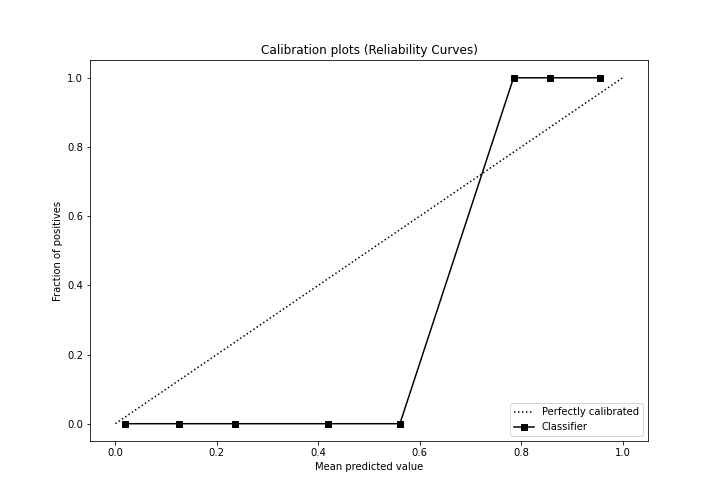 Calibration plots (Reliability Curves)
1.0
0.8
0.6
0.4
0.2
0.0
Fraction of positives
0.0 0.2 0.4 0.6 0.8 1.0
Mean predicted value
Perfectly calibrated
Classifier